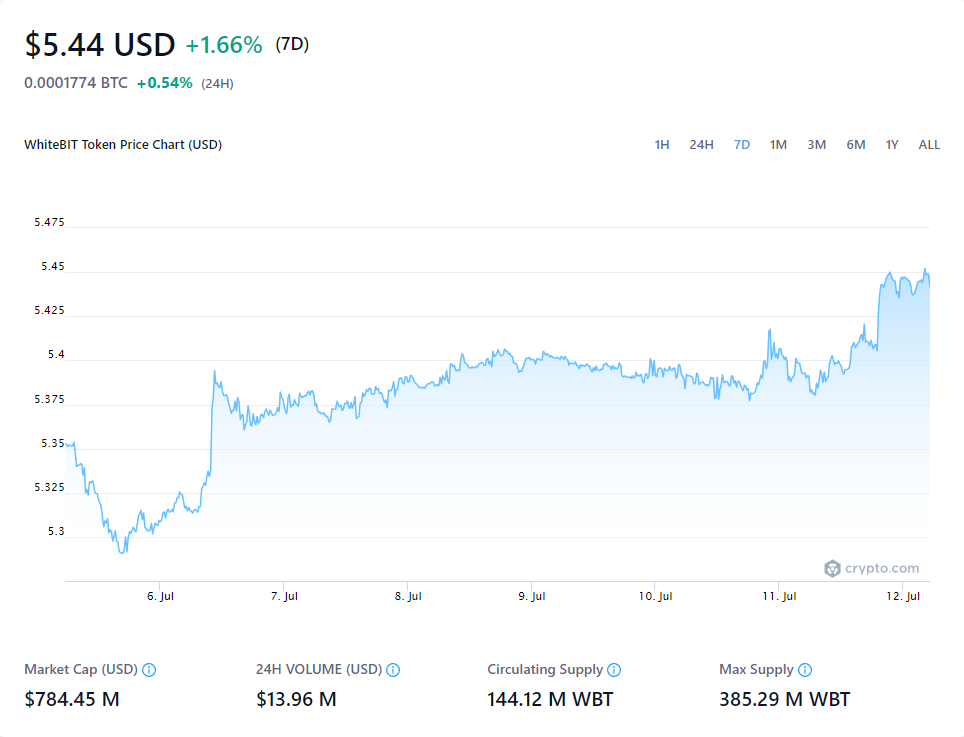 $5.44 USD +1.66% (7D)
0.0001774 BTC +0.54% (24H)
WhiteBIT Token Price Chart (USD) 1H 24H 7D 1M 3M 6M 1Y ALL
5.475
5.45
5.425
5.4
5.375
5.35
5.325
5.3
crypto.com
6. Jul 7. Jul 8. Jul 9. Jul 10. Jul 11. Jul 12. Jul
Market Cap (USD) 24H VOLUME (USD) Circulating Supply Max Supply
$784.45 M $13.96 M 144.12 M WBT 385.29 M WBT